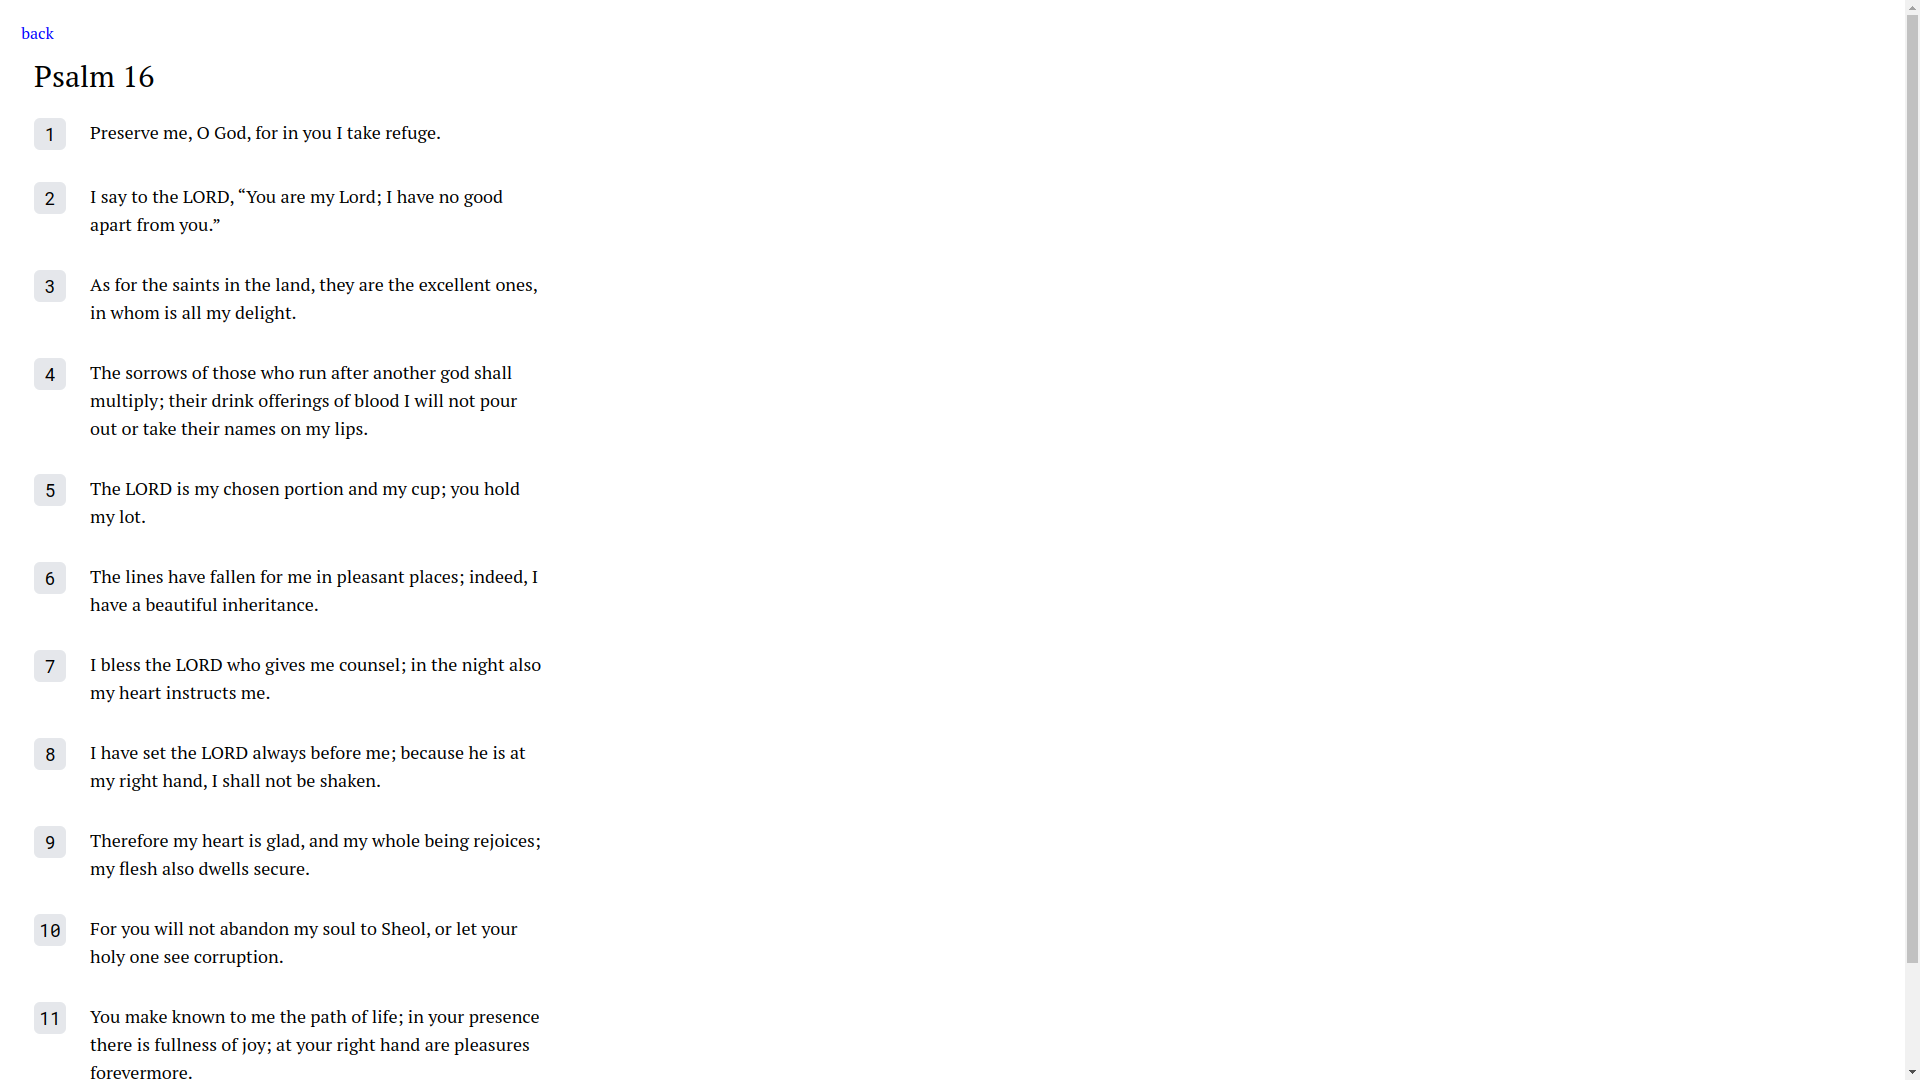 back
Psalm 16
1 Preserve me, O God, for in you I take refuge.
2 I say to the LORD, “You are my Lord; I have no good
apart from you.”
3 As for the saints in the land, they are the excellent ones,
in whom is all my delight.
4 The sorrows of those who run after another god shall
multiply; their drink offerings of blood I will not pour
out or take their names on my lips.
5 The LORD is my chosen portion and my cup; you hold
my lot.
6 The lines have fallen for me in pleasant places; indeed, I
have a beautiful inheritance.
7 I bless the LORD who gives me counsel; in the night also
my heart instructs me.
8 I have set the LORD always before me; because he is at
my right hand, I shall not be shaken.
9 Therefore my heart is glad, and my whole being rejoices;
my flesh also dwells secure.
10 For you will not abandon my soul to Sheol, or let your
holy one see corruption.
11 You make known to me the path of life; in your presence
there is fullness of joy; at your right hand are pleasures
forevermore.